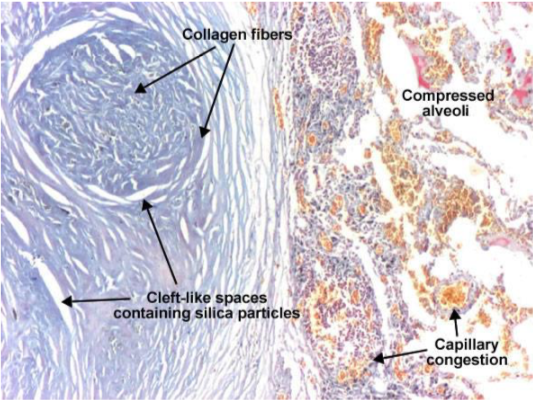 Collagen fibers
Compressed
alveoli
Cleft-like spaces
containing silica particles
Capillary
congestion